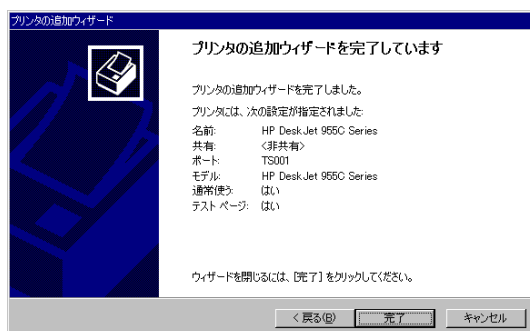 プリンタの追加ウィザード
プリンタの追加ウィザードを完了しています
プリンタの追加ウィザードを完了しました。
プリンタには、次の設定が指定されました:
名前: HP DeskJet 955C Series
共有: <非共有>
ポート: TS001
モデル: HP DeskJet 955C Series
通常使う: はい
テスト ページ: はい
ウィザードを閉じるには、[完了] をクリックしてください。
< 戻る(B) 完了 キャンセル